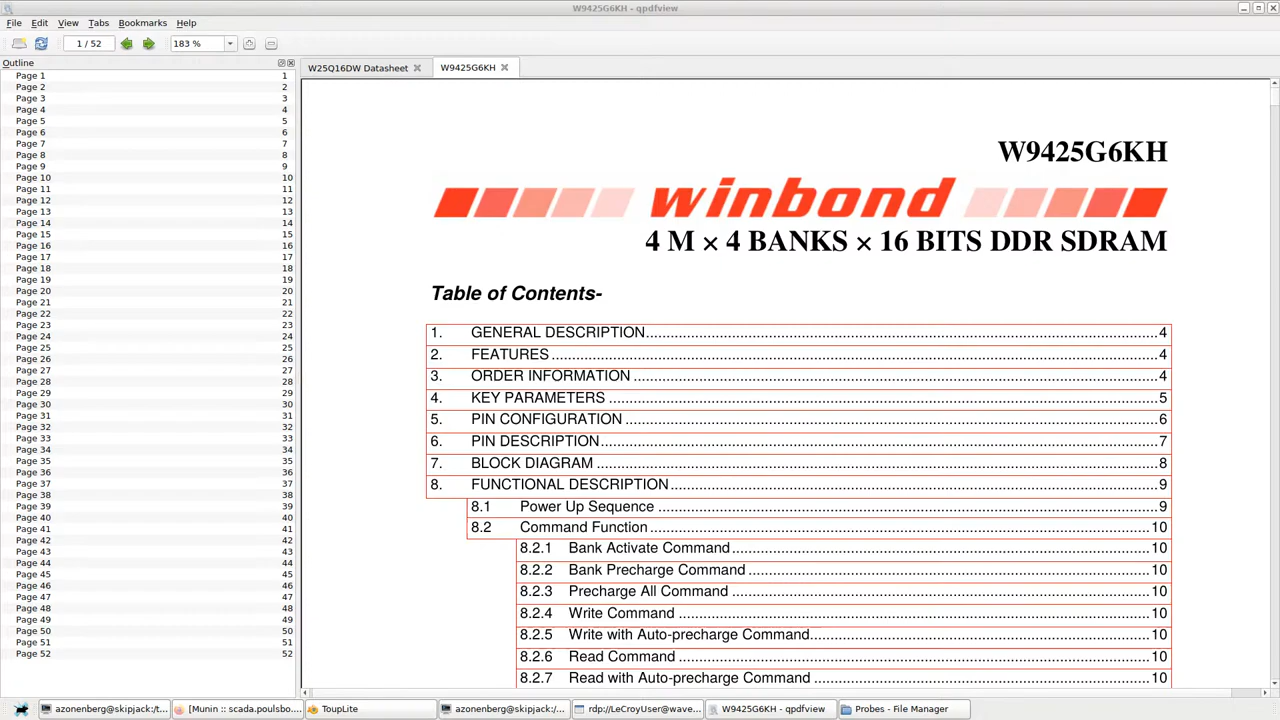 W9425G6KH - qpdfview
File Edit View Tabs Bookmarks Help
1 / 52 183 %
Outline
Page 1 1
Page 2 2
Page 3 3
Page 4 4
Page 5 5
Page 6 6
Page 7 7
Page 8 8
Page 9 9
Page 10 10
Page 11 11
Page 12 12
Page 13 13
Page 14 14
Page 15 15
Page 16 16
Page 17 17
Page 18 18
Page 19 19
Page 20 20
Page 21 21
Page 22 22
Page 23 23
Page 24 24
Page 25 25
Page 26 26
Page 27 27
Page 28 28
Page 29 29
Page 30 30
Page 31 31
Page 32 32
Page 33 33
Page 34 34
Page 35 35
Page 36 36
Page 37 37
Page 38 38
Page 39 39
Page 40 40
Page 41 41
Page 42 42
Page 43 43
Page 44 44
Page 45 45
Page 46 46
Page 47 47
Page 48 48
Page 49 49
Page 50 50
Page 51 51
Page 52 52
W25Q16DW Datasheet W9425G6KH
W9425G6KH
winbond
4 M × 4 BANKS × 16 BITS DDR SDRAM
Table of Contents-
1. GENERAL DESCRIPTION 4
2. FEATURES 4
3. ORDER INFORMATION 4
4. KEY PARAMETERS 5
5. PIN CONFIGURATION 6
6. PIN DESCRIPTION 7
7. BLOCK DIAGRAM 8
8. FUNCTIONAL DESCRIPTION 9
8.1 Power Up Sequence 9
8.2 Command Function 10
8.2.1 Bank Activate Command 10
8.2.2 Bank Precharge Command 10
8.2.3 Precharge All Command 10
8.2.4 Write Command 10
8.2.5 Write with Auto-precharge Command 10
8.2.6 Read Command 10
8.2.7 Read with Auto-precharge Command 10
azonenberg@skipjack:/t... [Munin :: scada.poulsbo... ToupLite azonenberg@skipjack:/... rdp://LeCroyUser@wave... W9425G6KH - qpdfview Probes - File Manager